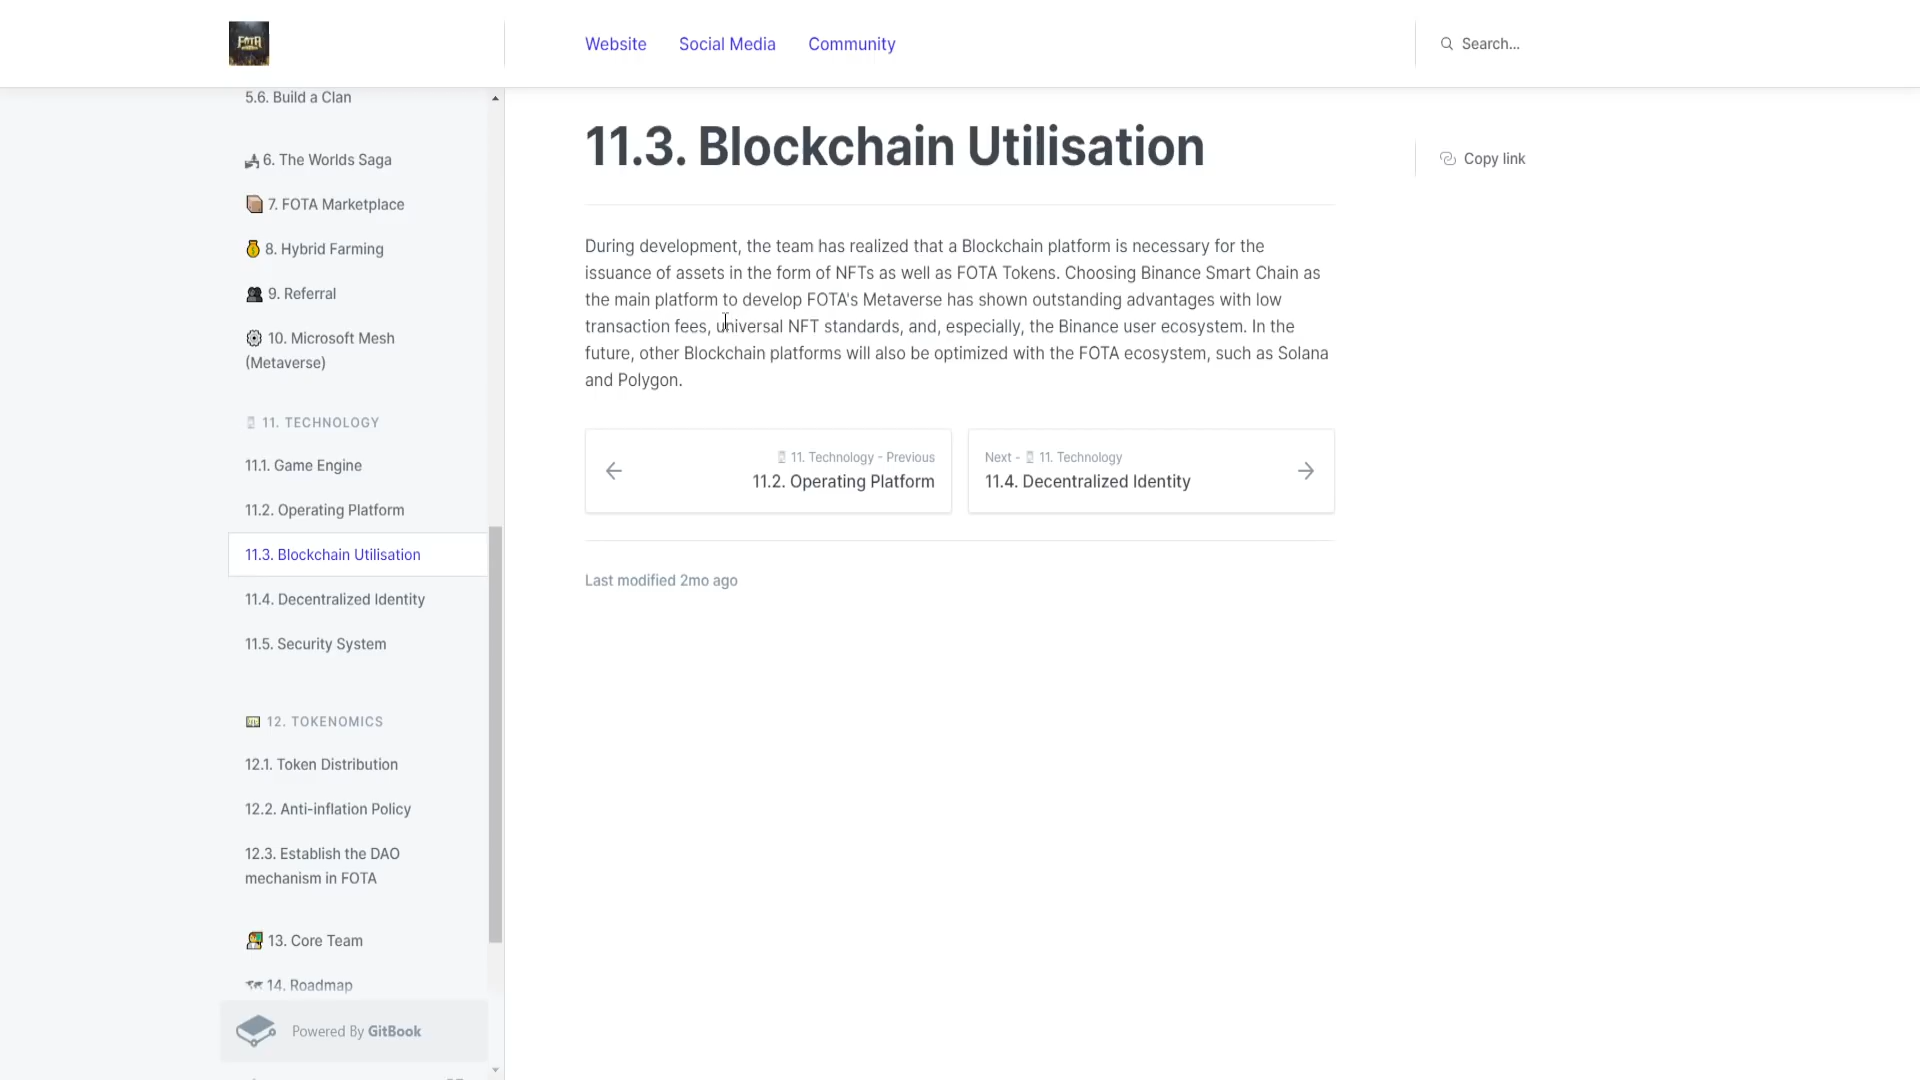 FOTA
Website
Social Media
Community
Search...
5.6. Build a Clan
6. The Worlds Saga
7. FOTA Marketplace
8. Hybrid Farming
9. Referral
10. Microsoft Mesh
(Metaverse)
11. TECHNOLOGY
11.1. Game Engine
11.2. Operating Platform
11.3. Blockchain Utilisation
11.4. Decentralized Identity
11.5. Security System
12. TOKENOMICS
12.1. Token Distribution
12.2. Anti-inflation Policy
12.3. Establish the DAO
mechanism in FOTA
13. Core Team
14. Roadmap
Powered By GitBook
11.3. Blockchain Utilisation
Copy link
During development, the team has realized that a Blockchain platform is necessary for the
issuance of assets in the form of NFTs as well as FOTA Tokens. Choosing Binance Smart Chain as
the main platform to develop FOTA's Metaverse has shown outstanding advantages with low
transaction fees, universal NFT standards, and, especially, the Binance user ecosystem. In the
future, other Blockchain platforms will also be optimized with the FOTA ecosystem, such as Solana
and Polygon.
11. Technology - Previous
11.2. Operating Platform
Next - 11. Technology
11.4. Decentralized Identity
Last modified 2mo ago